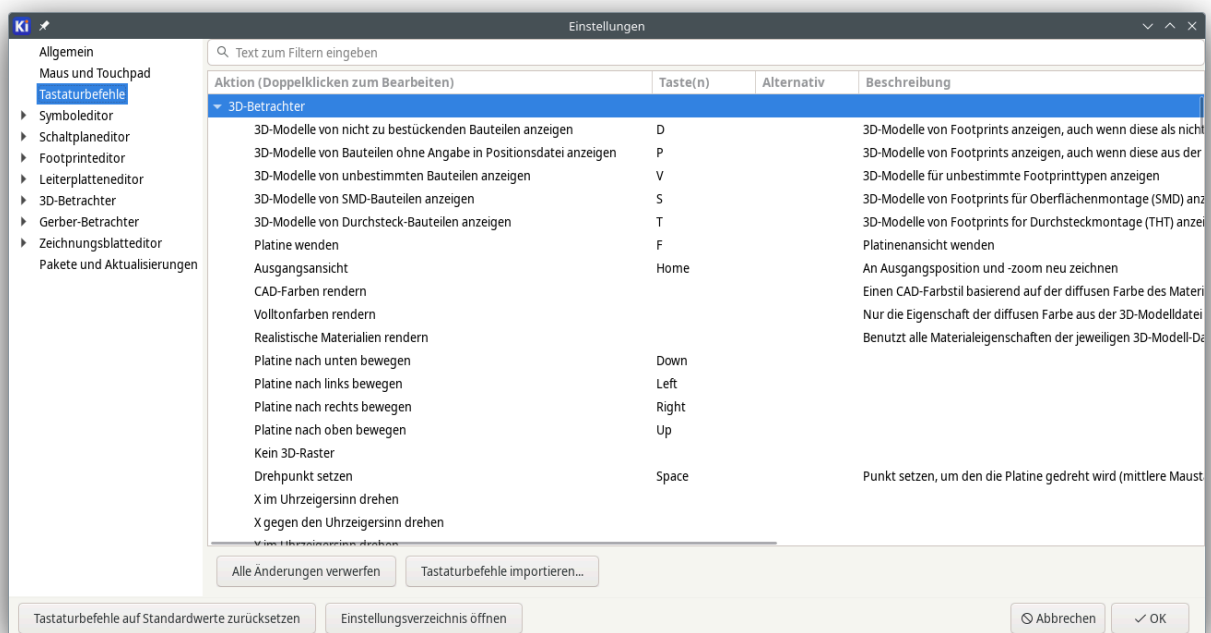 Ki Einstellungen
Allgemein
Maus und Touchpad
Tastaturbefehle
Symboleditor
Schaltplaneditor
Footprinteditor
Leiterplatteneditor
3D-Betrachter
Gerber-Betrachter
Zeichnungsblatteditor
Pakete und Aktualisierungen
Text zum Filtern eingeben
Aktion (Doppelklicken zum Bearbeiten) Taste(n) Alternativ Beschreibung
3D-Betrachter
3D-Modelle von nicht zu bestückenden Bauteilen anzeigen D 3D-Modelle von Footprints anzeigen, auch wenn diese als nicht
3D-Modelle von Bauteilen ohne Angabe in Positionsdatei anzeigen P 3D-Modelle von Footprints anzeigen, auch wenn diese aus der
3D-Modelle von unbestimmten Bauteilen anzeigen V 3D-Modelle für unbestimmte Footprinttypen anzeigen
3D-Modelle von SMD-Bauteilen anzeigen S 3D-Modelle von Footprints für Oberflächenmontage (SMD) anz
3D-Modelle von Durchsteck-Bauteilen anzeigen T 3D-Modelle von Footprints for Durchsteckmontage (THT) anzei
Platine wenden F Platinenansicht wenden
Ausgangsansicht Home An Ausgangsposition und -zoom neu zeichnen
CAD-Farben rendern Einen CAD-Farbstil basierend auf der diffusen Farbe des Materi
Volltonfarben rendern Nur die Eigenschaft der diffusen Farbe aus der 3D-Modelldatei
Realistische Materialien rendern Benutzt alle Materialeigenschaften der jeweiligen 3D-Modell-Da
Platine nach unten bewegen Down
Platine nach links bewegen Left
Platine nach rechts bewegen Right
Platine nach oben bewegen Up
Kein 3D-Raster
Drehpunkt setzen Space Punkt setzen, um den die Platine gedreht wird (mittlere Maust
X im Uhrzeigersinn drehen
X gegen den Uhrzeigersinn drehen
Y im Uhrzeigersinn drehen
Alle Änderungen verwerfen Tastaturbefehle importieren...
Tastaturbefehle auf Standardwerte zurücksetzen Einstellungsverzeichnis öffnen Abbrechen OK